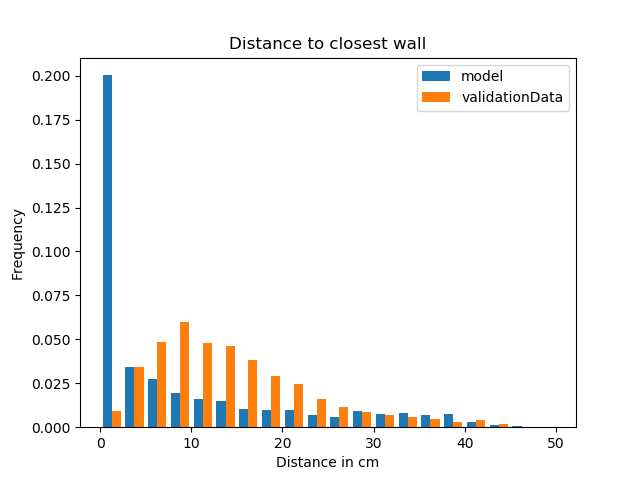 Distance to closest wall
model
validationData
0.200
0.175
0.150
0.125
0.100
0.075
0.050
0.025
0.000
Frequency
0 10 20 30 40 50
Distance in cm